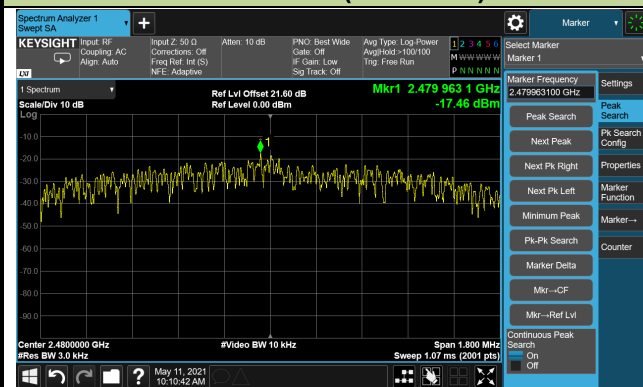 Spectrum Analyzer 1
Swept SA
+
Marker
KEYSIGHT
Input: RF
Coupling: AC
Align: Auto
Input Z: 50 Ω
Corrections: Off
Freq Ref: Int (S)
NFE: Adaptive
Atten: 10 dB
PNO: Best Wide
Gate: Off
IF Gain: Low
Sig Track: Off
Avg Type: Log-Power
Avg|Hold:>100/100
Trig: Free Run
1 2 3 4 5 6
M W W W W W
P N N N N N
LXI
Select Marker
Marker 1
1 Spectrum
Scale/Div 10 dB
Ref Lvl Offset 21.60 dB
Ref Level 0.00 dBm
Mkr1 2.479 963 1 GHz
-17.46 dBm
Log
-10.0
-20.0
-30.0
-40.0
-50.0
-60.0
-70.0
-80.0
-90.0
1
Center 2.4800000 GHz
#Res BW 3.0 kHz
#Video BW 10 kHz
Span 1.800 MHz
Sweep 1.07 ms (2001 pts)
Marker Frequency
2.479963100 GHz
Peak Search
Next Peak
Next Pk Right
Next Pk Left
Minimum Peak
Pk-Pk Search
Marker Delta
Mkr→CF
Mkr→Ref Lvl
Continuous Peak
Search
On
Off
Settings
Peak
Search
Pk Search
Config
Properties
Marker
Function
Marker→
Counter
?
May 11, 2021
10:10:42 AM